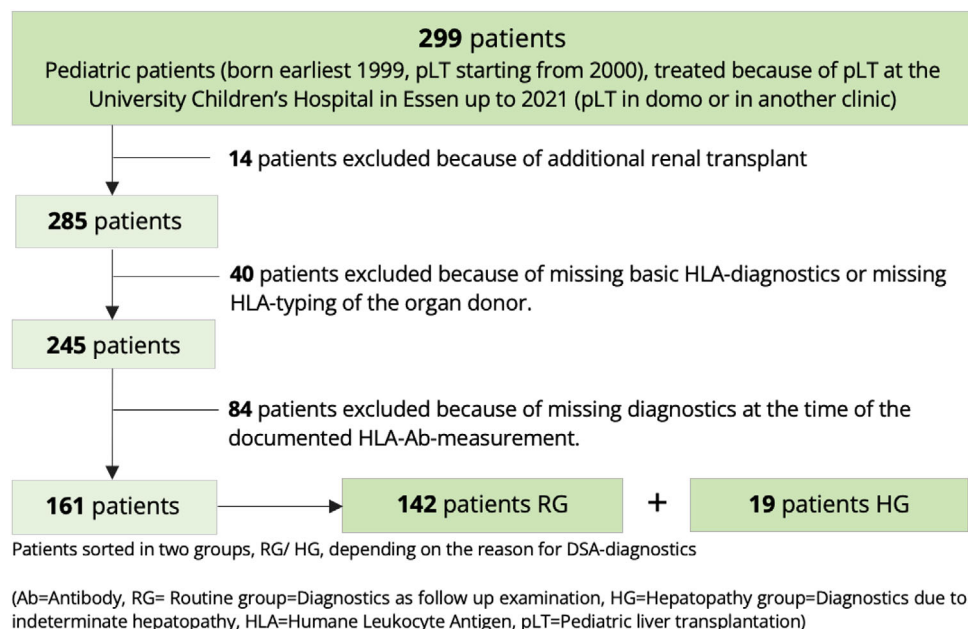 299 patients
Pediatric patients (born earliest 1999, pLT starting from 2000), treated because of pLT at the
University Children's Hospital in Essen up to 2021 (pLT in domo or in another clinic)
14 patients excluded because of additional renal transplant
285 patients
40 patients excluded because of missing basic HLA-diagnostics or missing
HLA-typing of the organ donor.
245 patients
84 patients excluded because of missing diagnostics at the time of the
documented HLA-Ab-measurement.
161 patients
142 patients RG
+
19 patients HG
Patients sorted in two groups, RG/ HG, depending on the reason for DSA-diagnostics
(Ab=Antibody, RG= Routine group=Diagnostics as follow up examination, HG=Hepatopathy group=Diagnostics due to
indeterminate hepatopathy, HLA=Humane Leukocyte Antigen, pLT=Pediatric liver transplantation)